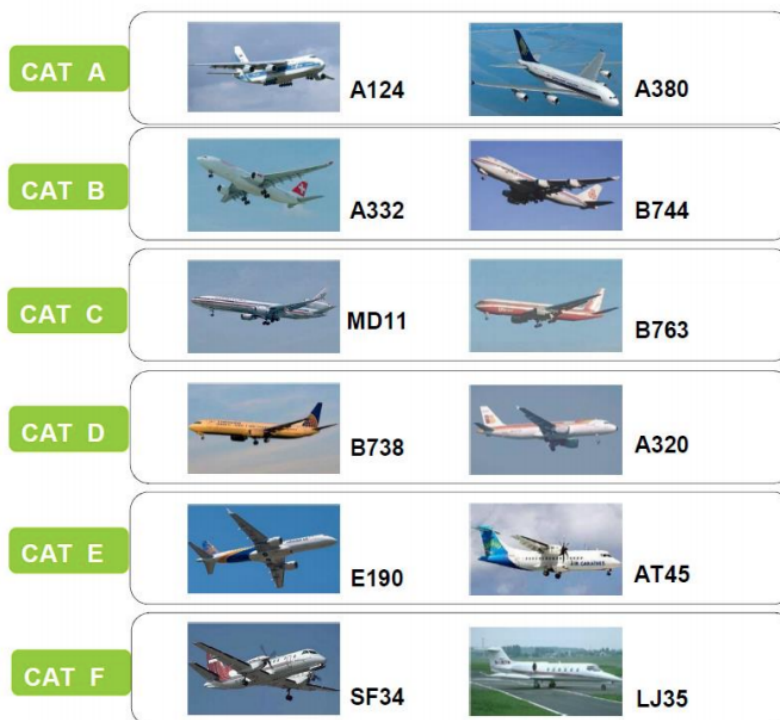 CAT A
A124
A380
CAT B
A332
B744
CAT C
MD11
B763
CAT D
B738
A320
CAT E
E190
AT45
CAT F
SF34
LJ35